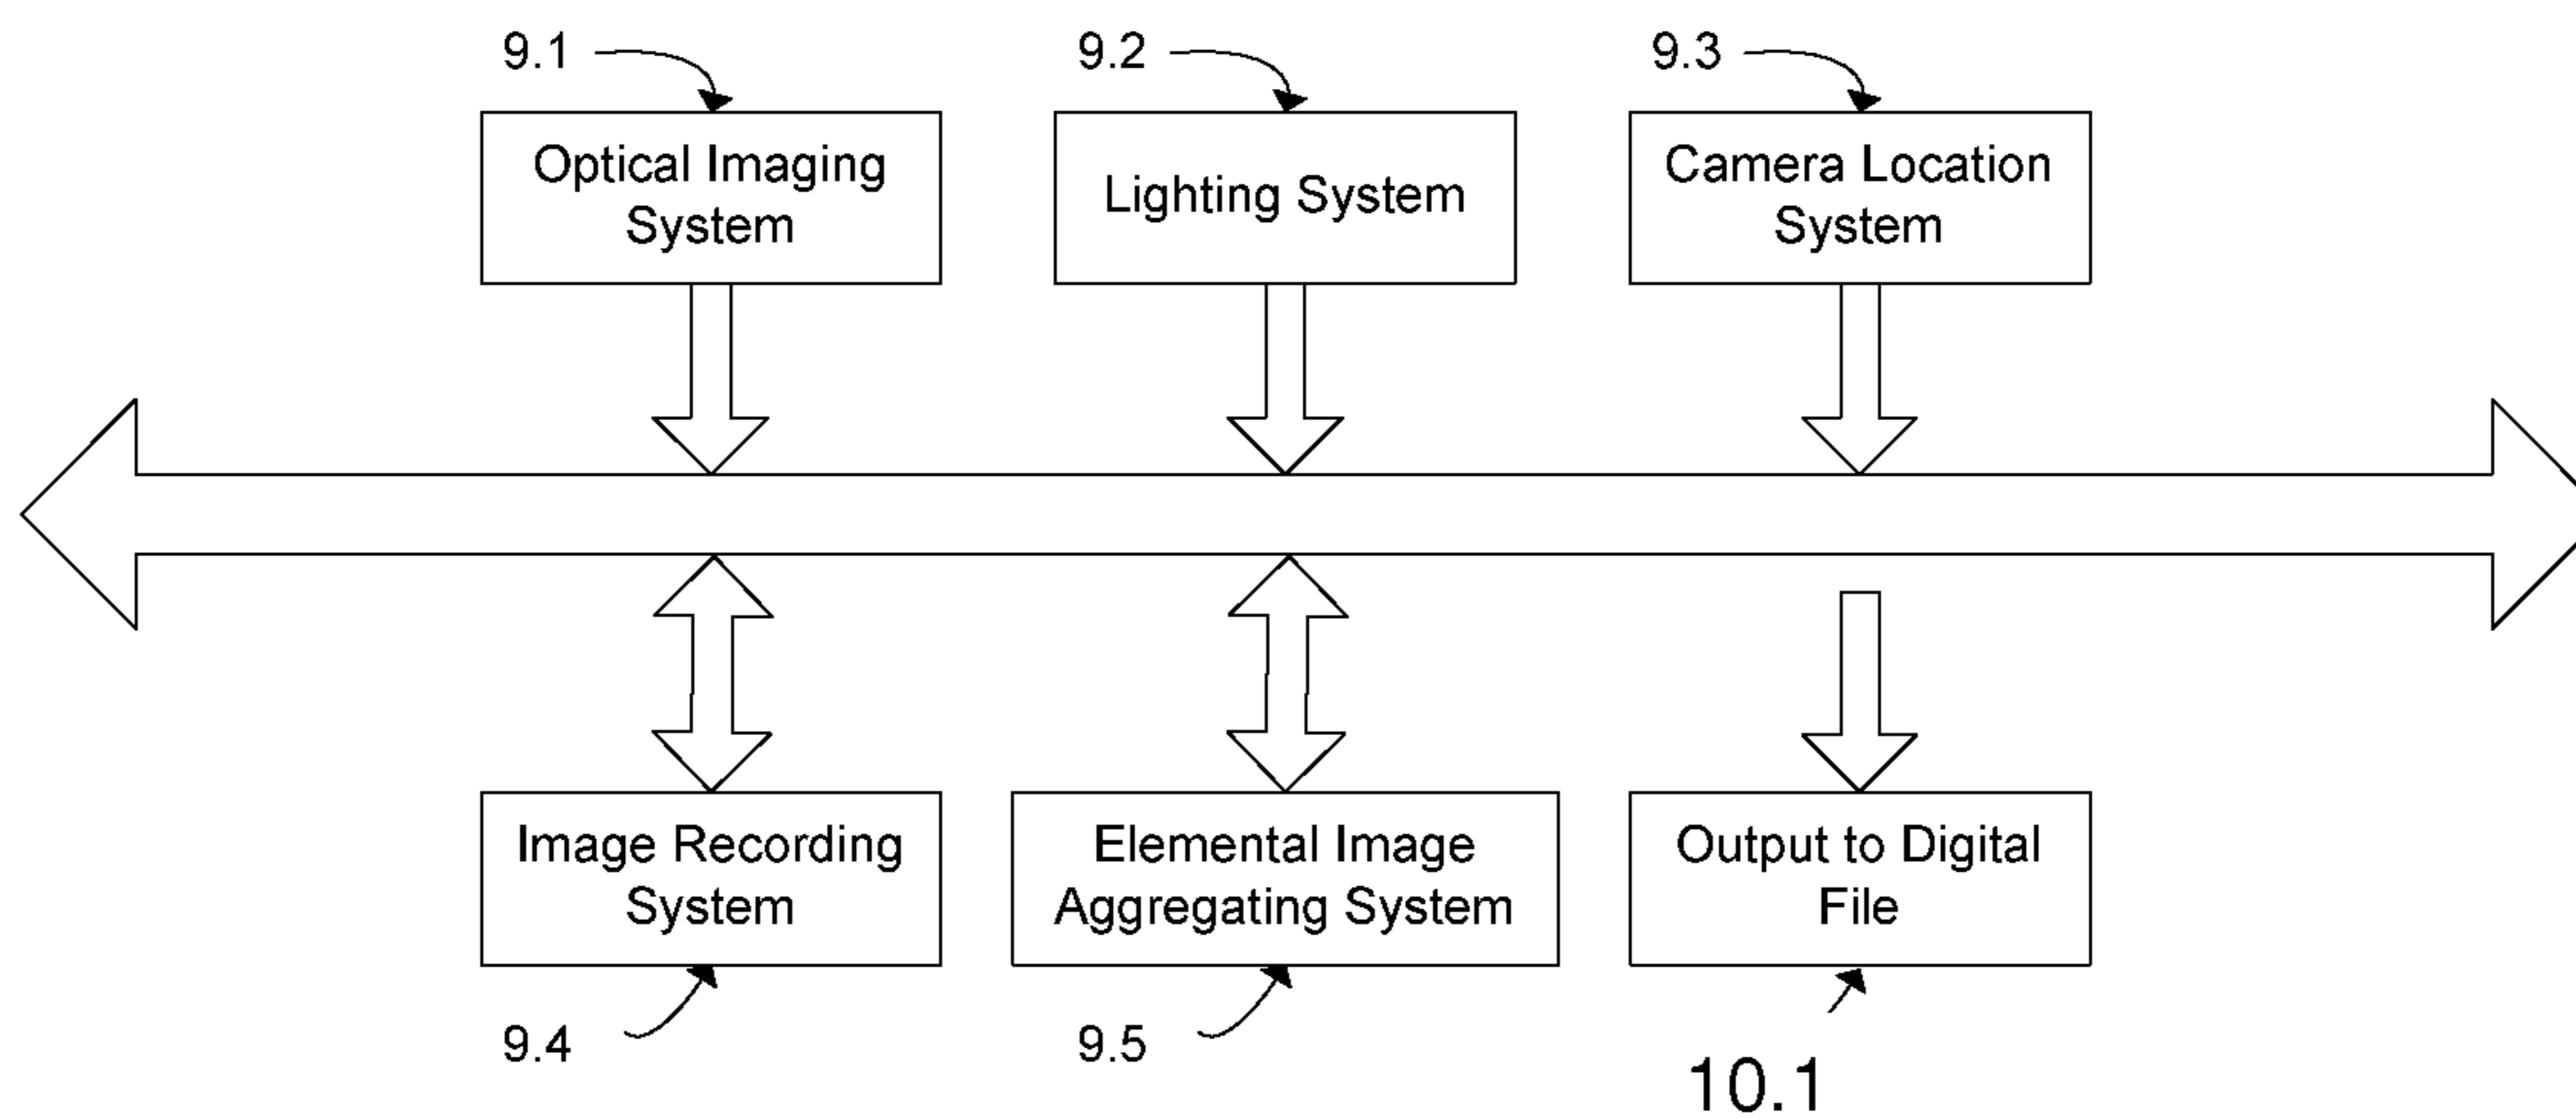 9.1
9.2
9.3
Optical Imaging
System
Lighting System
Camera Location
System
Image Recording
System
Elemental Image
Aggregating System
Output to Digital
File
9.4
9.5
10.1